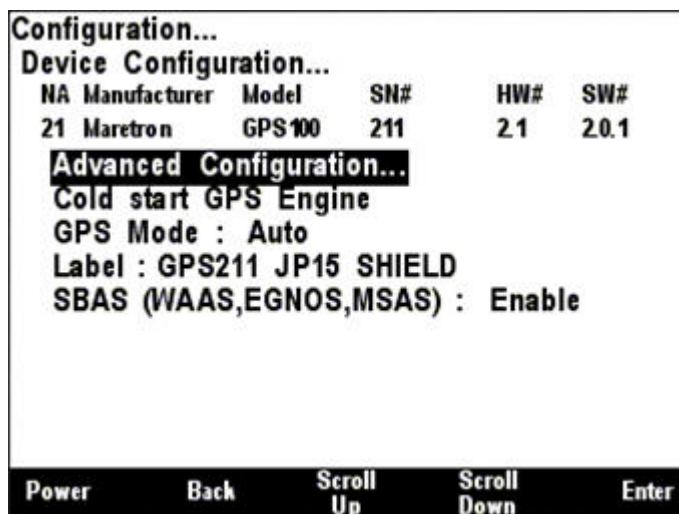 Configuration...
Device Configuration...
NA Manufacturer Model SN# HW# SW#
21 Maretron GPS100 211 2.1 2.0.1
Advanced Configuration...
Cold start GPS Engine
GPS Mode : Auto
Label : GPS211 JP15 SHIELD
SBAS (WAAS,EGNOS,MSAS) : Enable
Power Back Scroll Up Scroll Down Enter